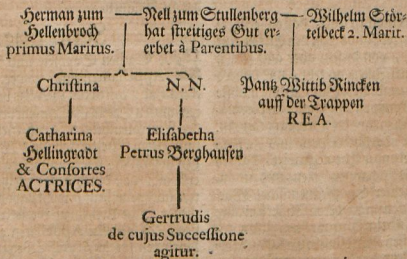 Herman zum
Hellenbroch
primus Maritus.
Nell zum Stullenberg
hat streitiges Gut er-
erbet à Parentibus.
Wilhelm Stör-
telbeck 2. Marit.
Christina
N. N.
Pantz Wittib Rincken
auff der Trappen
REA.
Catharina
Hellingradt
& Consortes
ACTRICES.
Elisabetha
Petrus Berghausen
Gertrudis
de cujus Successione
agitur.